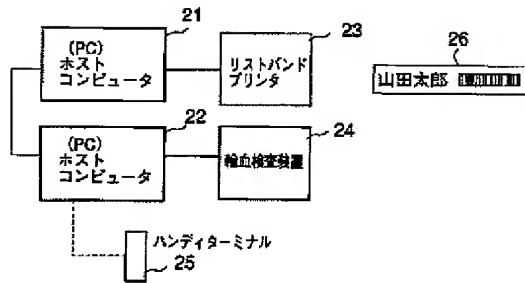 21
(PC)
ホスト
コンピュータ
23
リストバンド
プリンタ
26
山田太郎
22
(PC)
ホスト
コンピュータ
24
輸血検査装置
ハンディターミナル
25